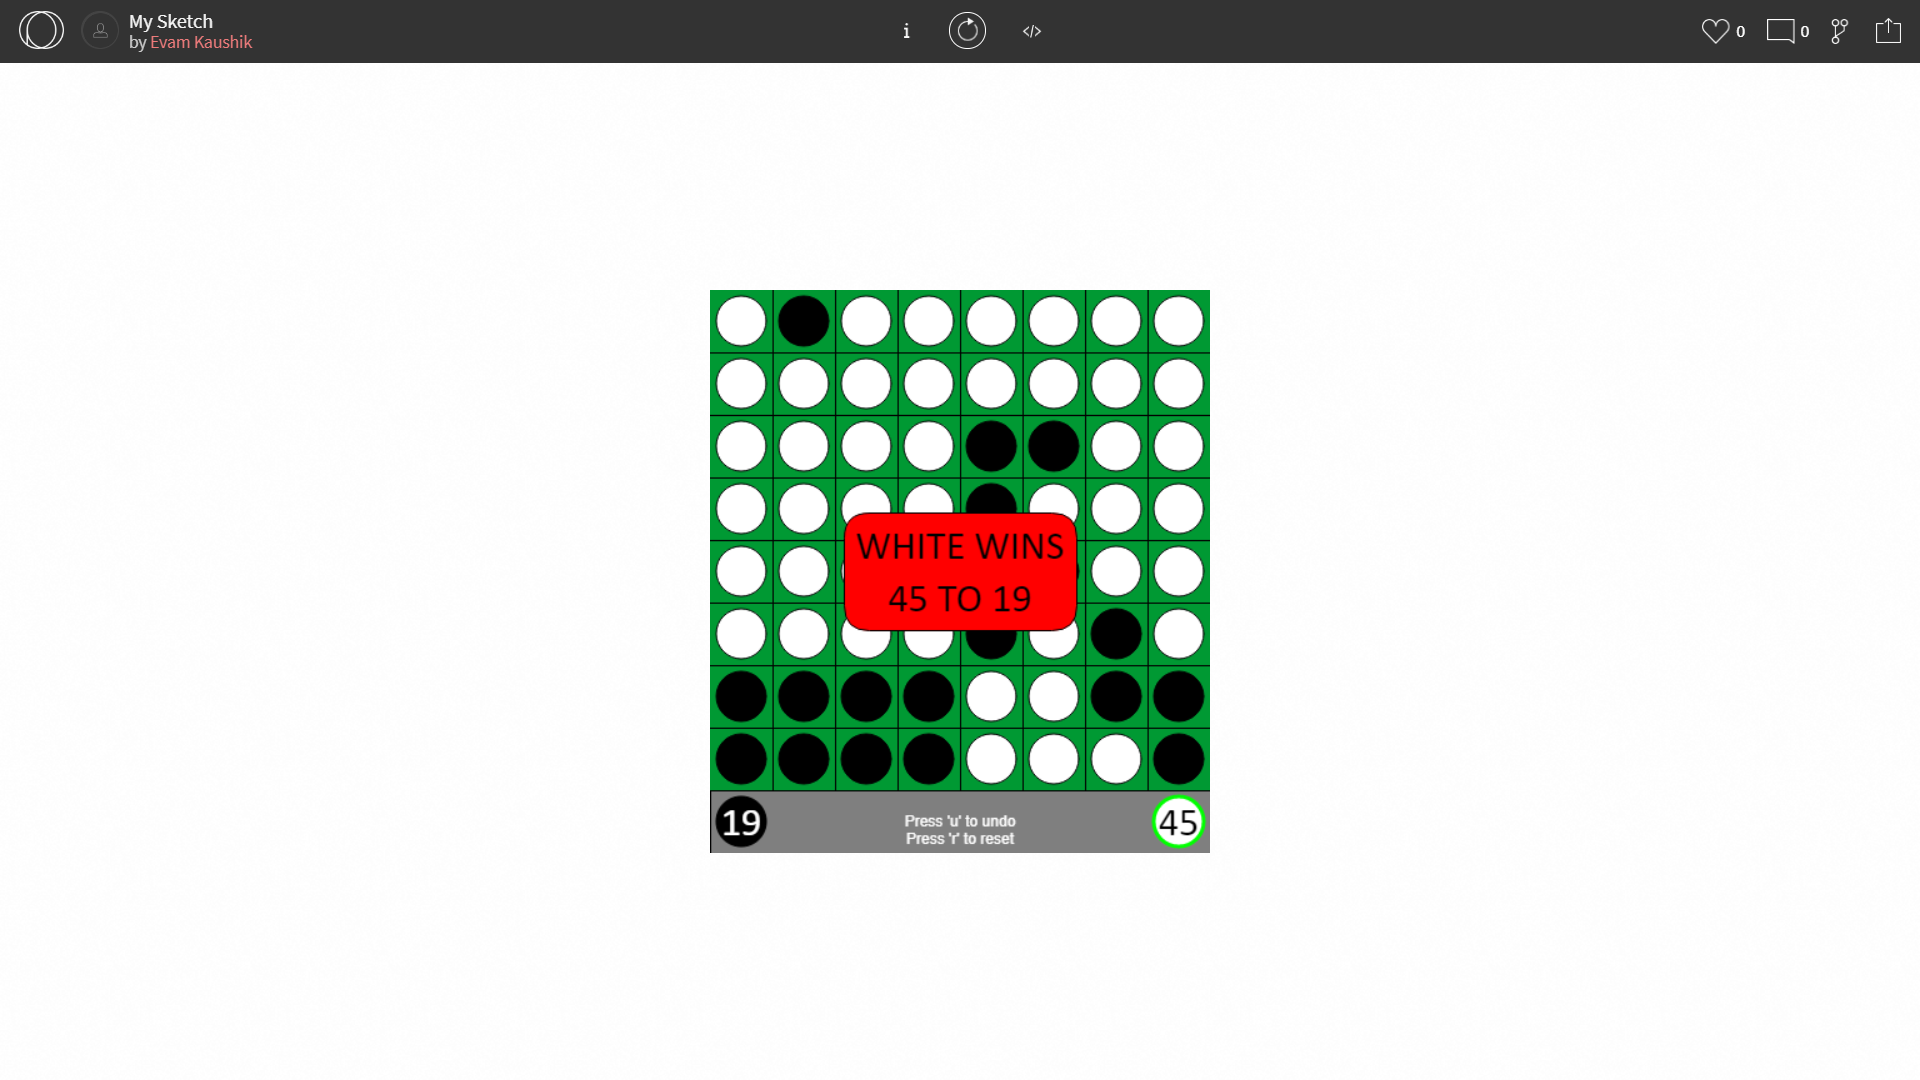 My Sketch
by Evam Kaushik
i
</>
0
0
WHITE WINS
45 TO 19
19
Press 'u' to undo
Press 'r' to reset
45